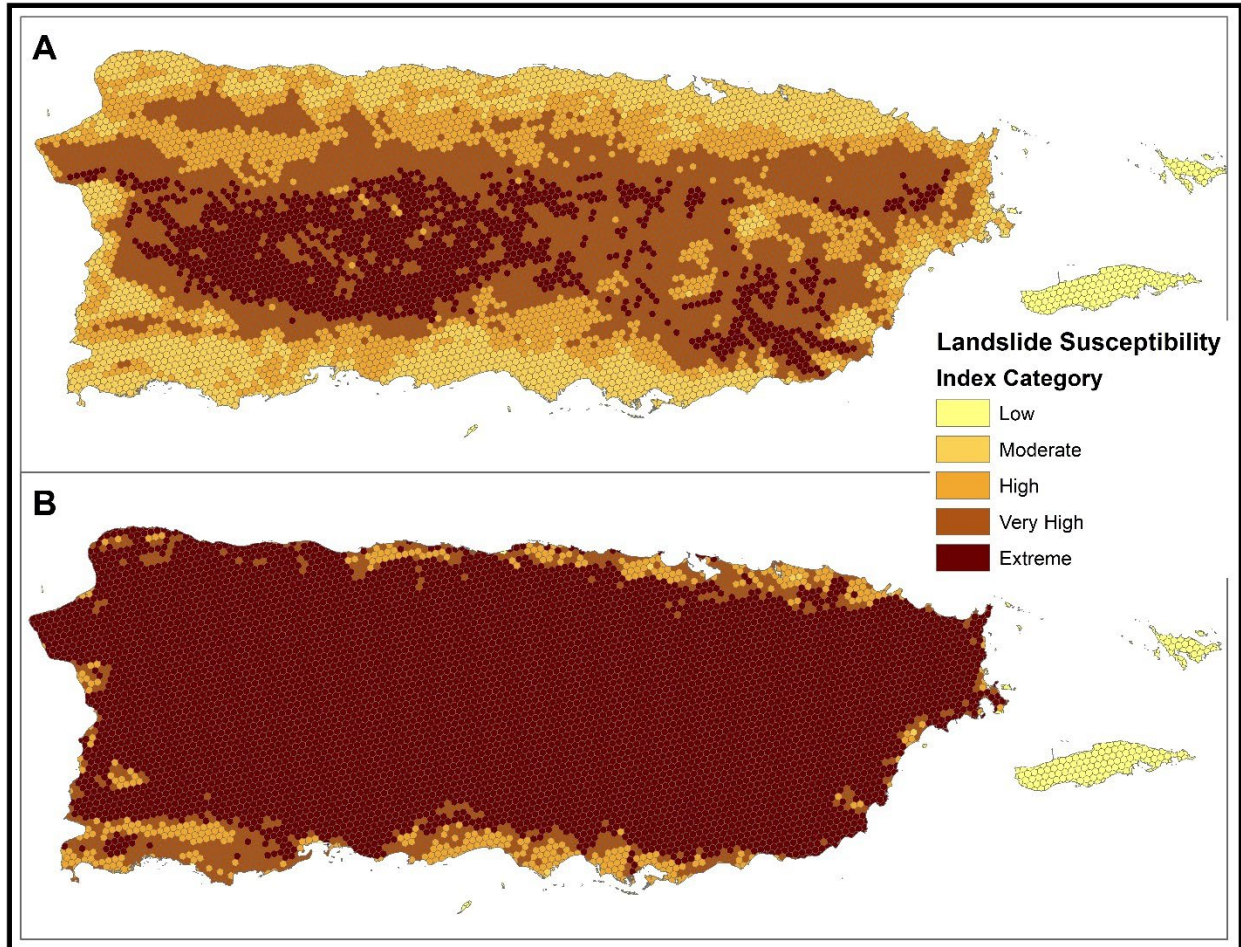 A
Landslide Susceptibility
Index Category
Low
Moderate
High
Very High
Extreme
B